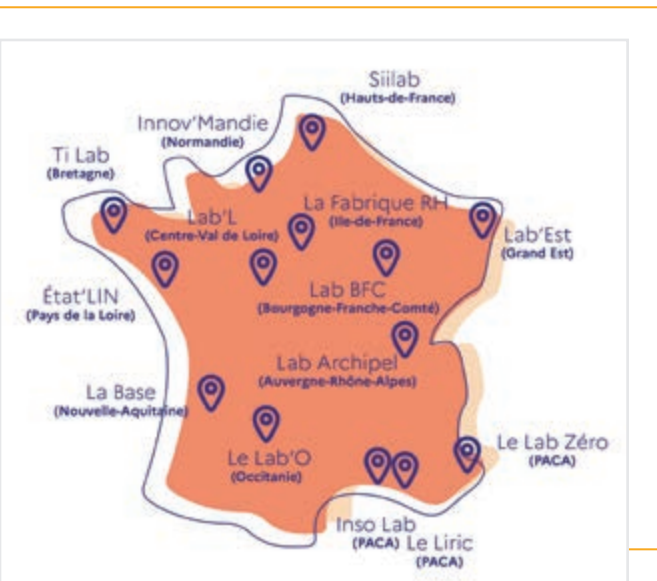 Siilab
(Hauts-de-France)
Innov'Mandie
(Normandie)
Ti Lab
(Bretagne)
La Fabrique RH
(Ile-de-France)
Lab'L
(Centre-Val de Loire)
Lab'Est
(Grand Est)
État'LIN
(Pays de la Loire)
Lab BFC
(Bourgogne-Franche-Comté)
Lab Archipel
(Auvergne-Rhône-Alpes)
La Base
(Nouvelle-Aquitaine)
Le Lab Zéro
(PACA)
Le Lab'O
(Occitanie)
Inso Lab
(PACA)
Le Liric
(PACA)